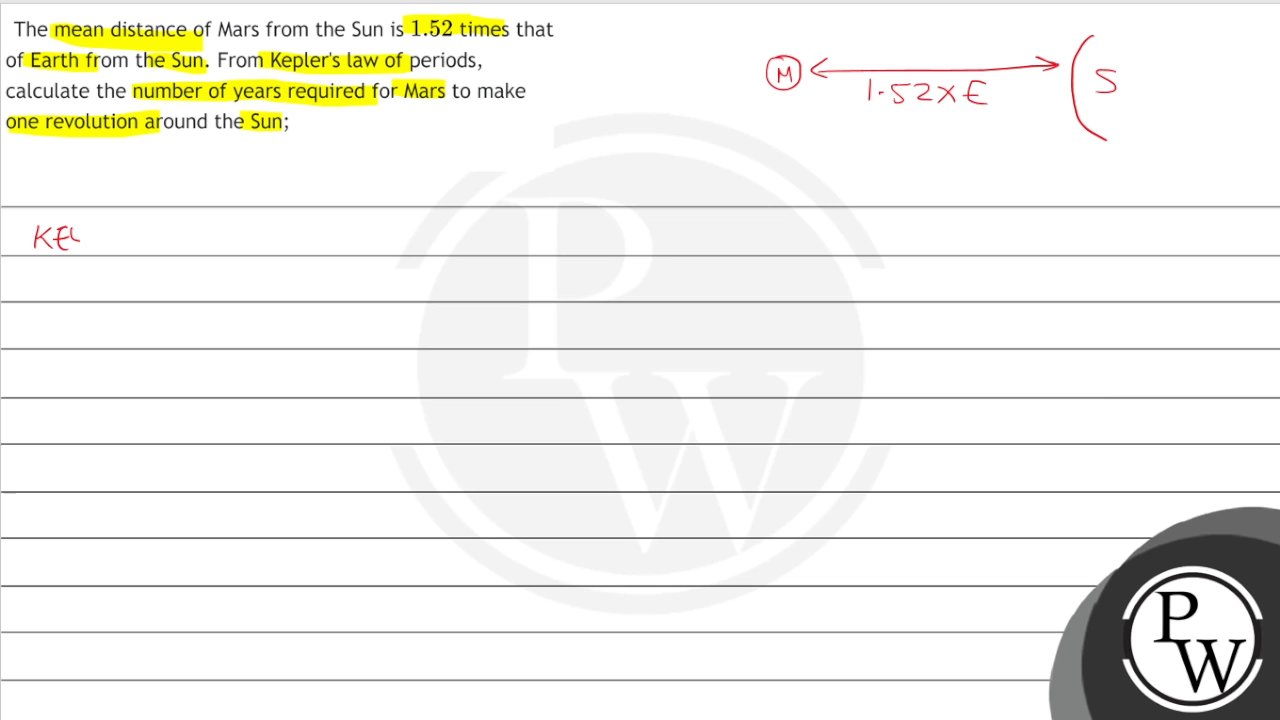 The mean distance of Mars from the Sun is 1.52 times that
of Earth from the Sun. From Kepler's law of periods,
calculate the number of years required for Mars to make
one revolution around the Sun;
M
1.52×E
S
KEL
P
W
P
W